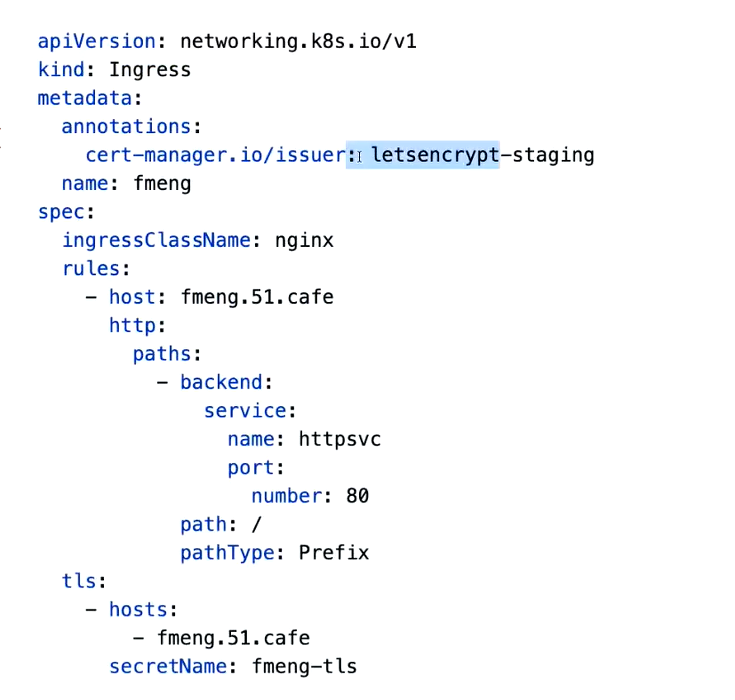 apiVersion: networking.k8s.io/v1
kind: Ingress
metadata:
  annotations:
    cert-manager.io/issuer: letsencrypt-staging
  name: fmeng
spec:
  ingressClassName: nginx
  rules:
    - host: fmeng.51.cafe
      http:
        paths:
          - backend:
              service:
                name: httpsvc
                port:
                  number: 80
            path: /
            pathType: Prefix
  tls:
    - hosts:
        - fmeng.51.cafe
      secretName: fmeng-tls